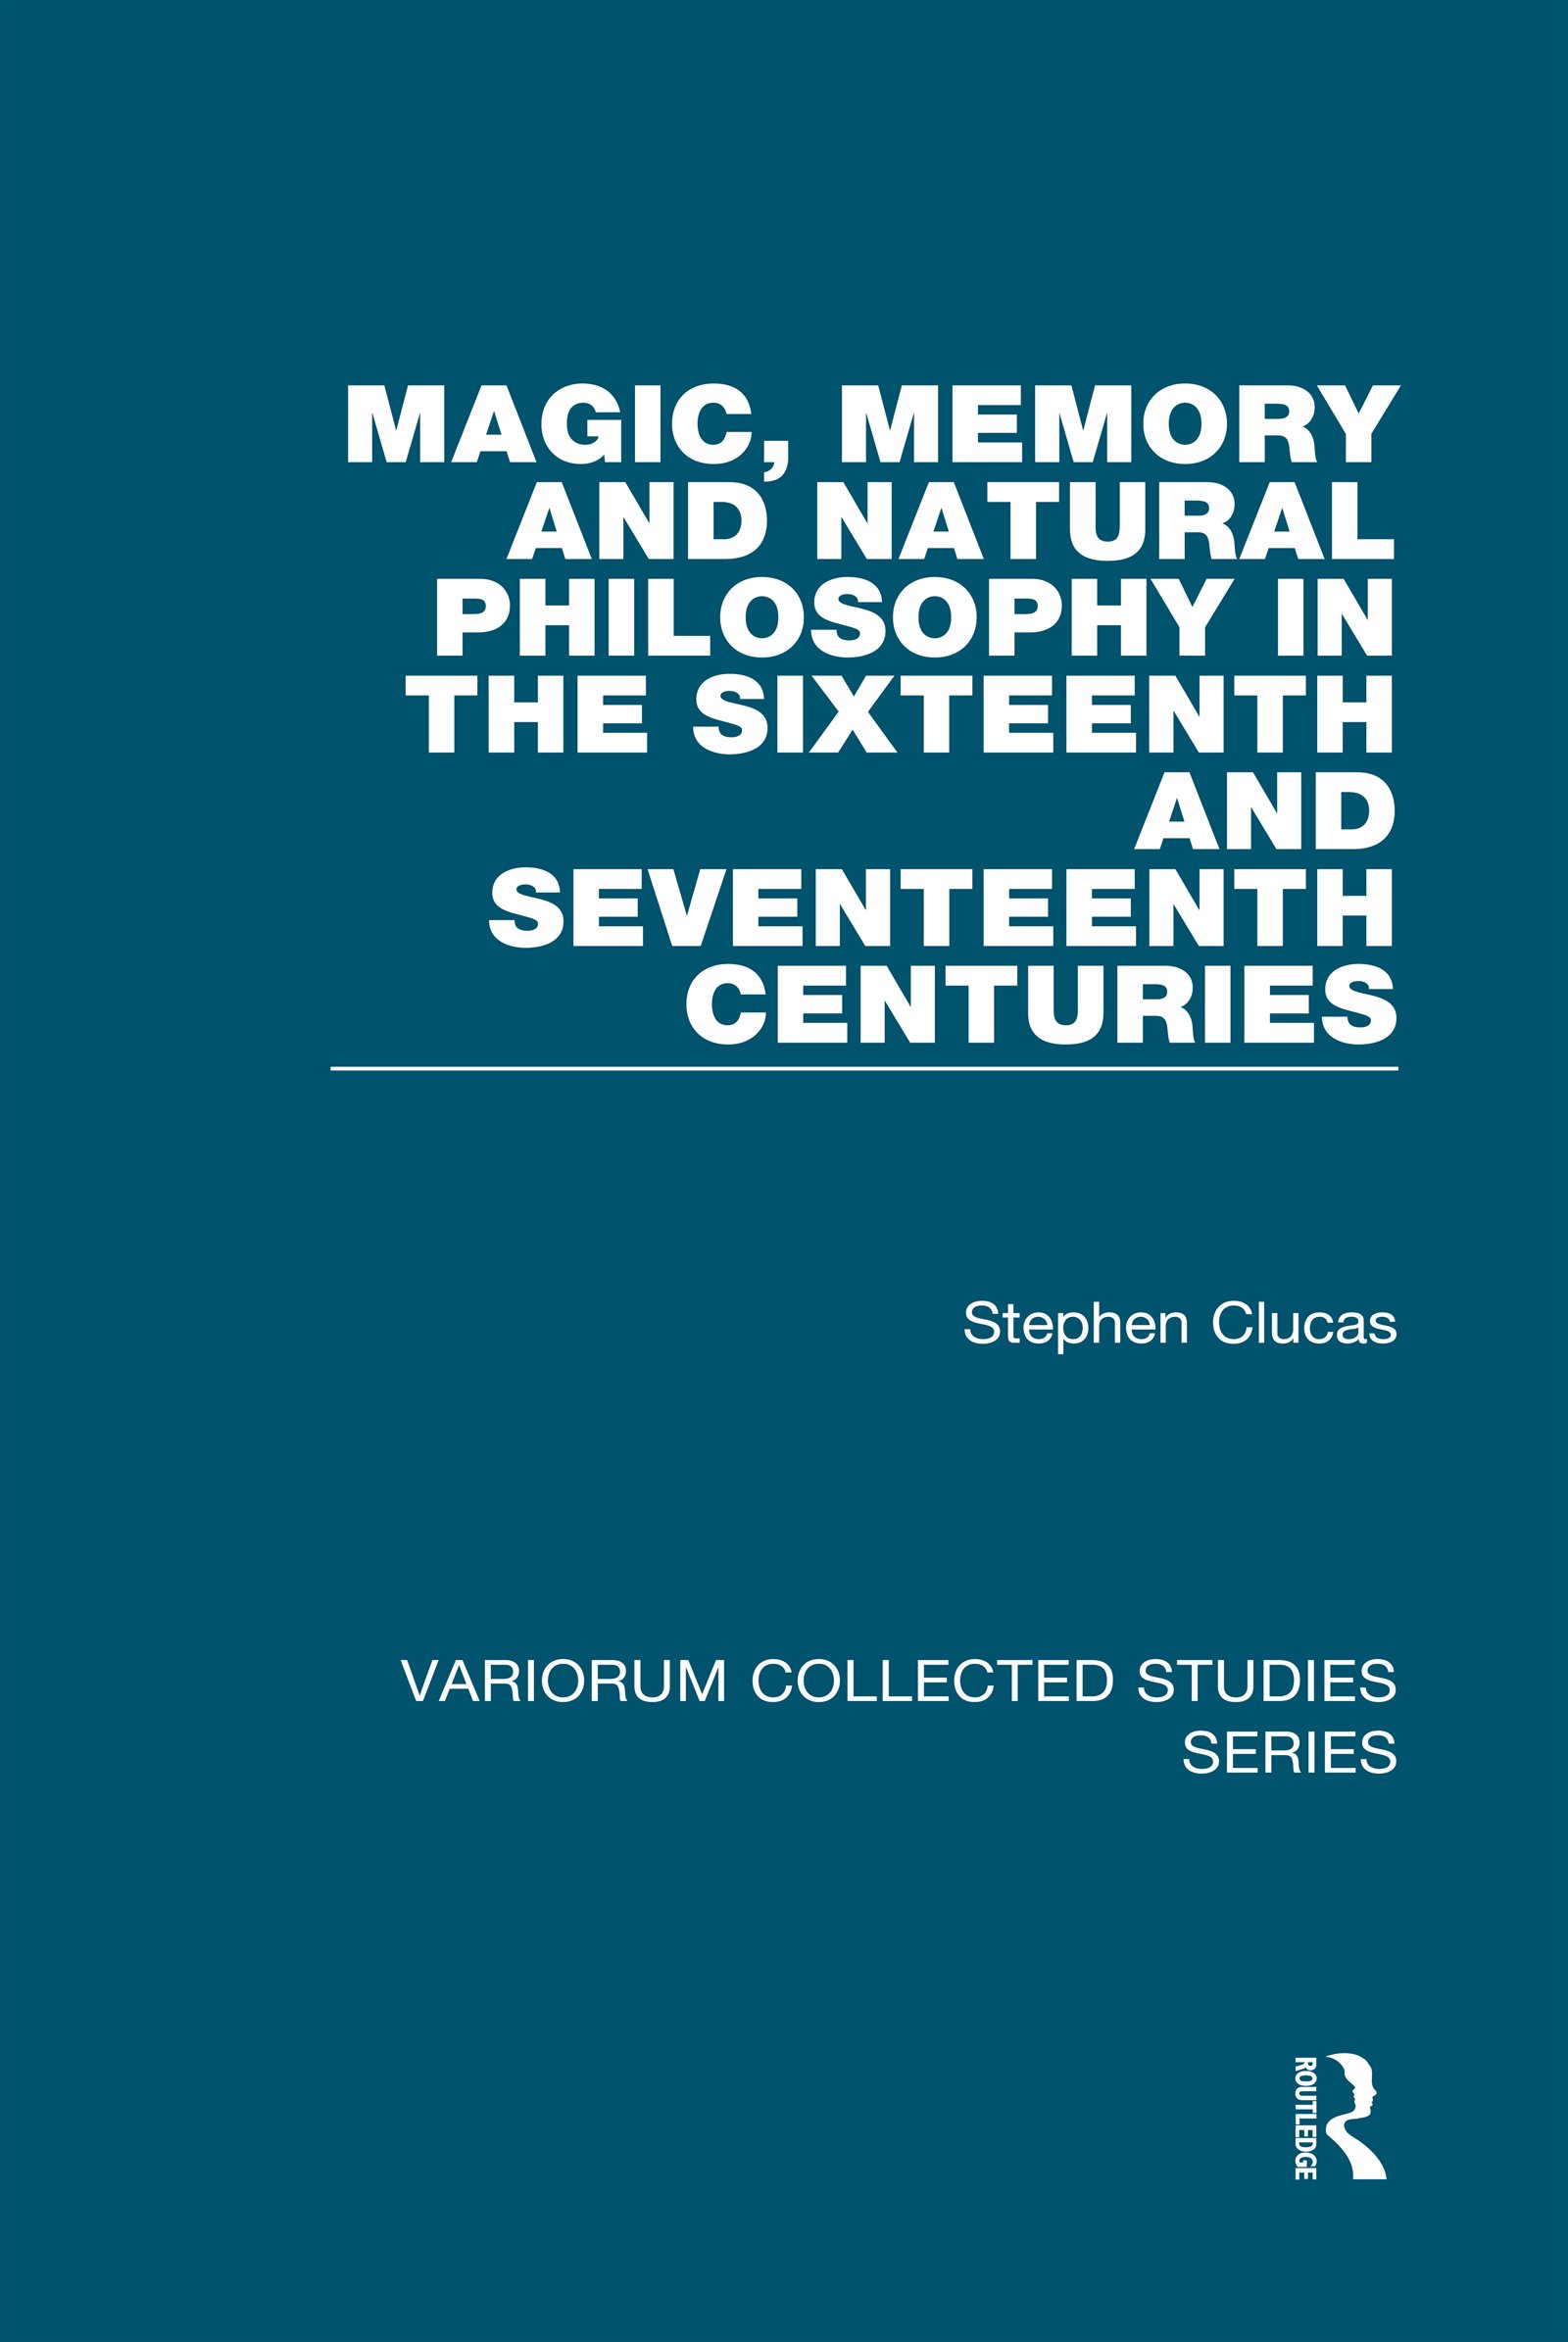 MAGIC, MEMORY
AND NATURAL
PHILOSOPHY IN
THE SIXTEENTH
AND
SEVENTEENTH
CENTURIES
Stephen Clucas
VARIORUM COLLECTED STUDIES
SERIES
ROUTLEDGE